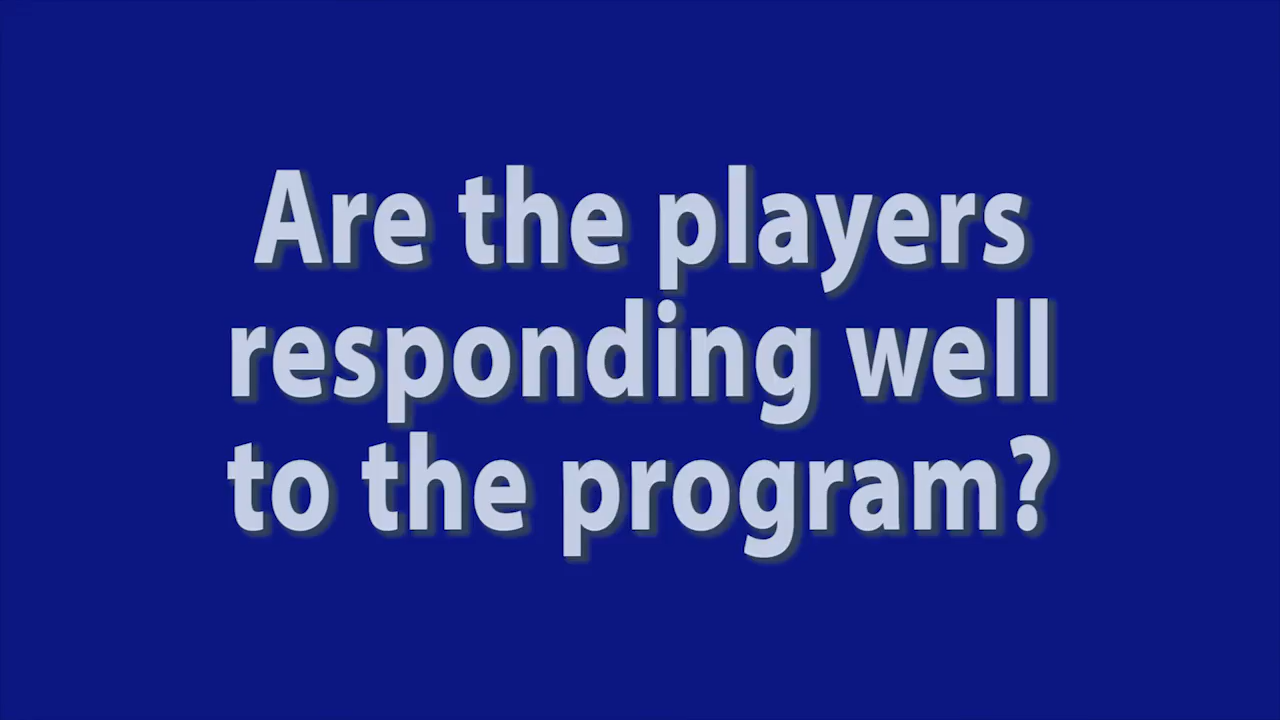 Are the players
responding well
to the program?